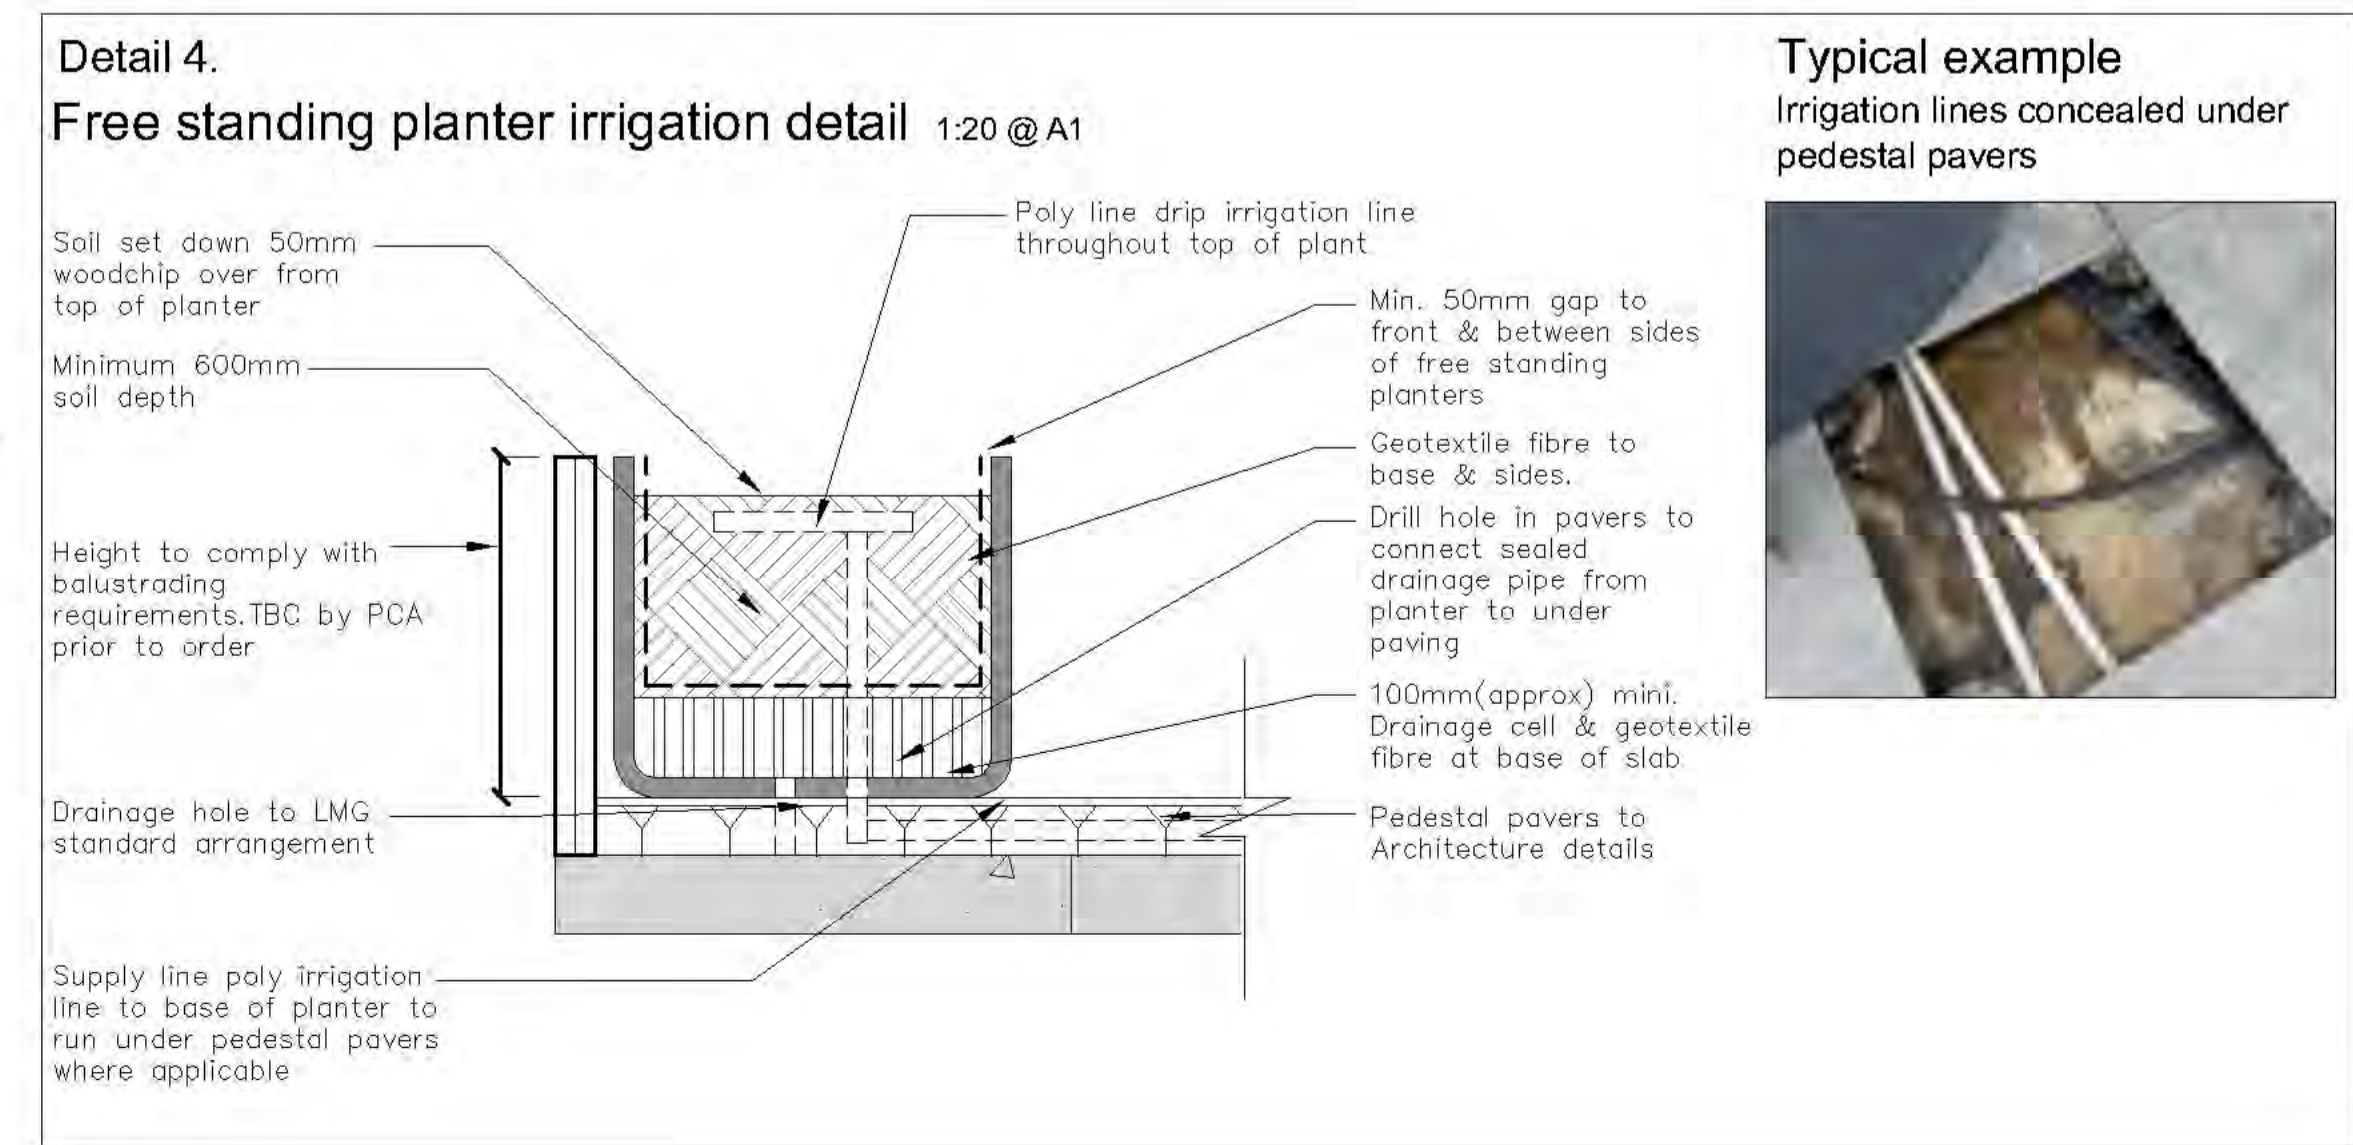 Detail 4.
Free standing planter irrigation detail 1:20 @ A1
Typical example
Irrigation lines concealed under
pedestal pavers
Soil set down 50mm
woodchip over from
top of planter
Minimum 600mm
soil depth
Height to comply with
balustrading
requirements.TBC by PCA
prior to order
Drainage hole to LMG
standard arrangement
Supply line poly irrigation
line to base of planter to
run under pedestal pavers
where applicable
Poly line drip irrigation line
throughout top of plant
Min. 50mm gap to
front & between sides
of free standing
planters
Geotextile fibre to
base & sides.
Drill hole in pavers to
connect sealed
drainage pipe from
planter to under
paving
100mm(approx) mini.
Drainage cell & geotextile
fibre at base of slab
Pedestal pavers to
Architecture details